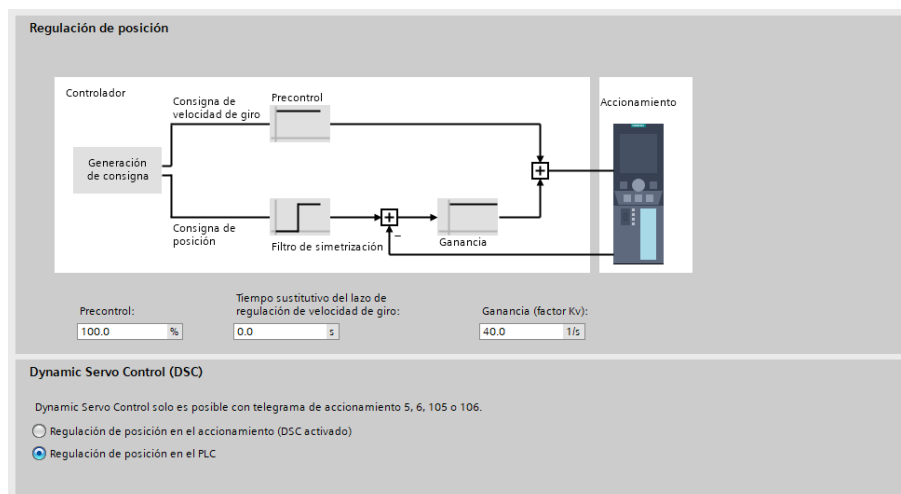 Regulación de posición
Controlador
Consigna de
velocidad de giro
Precontrol
Accionamiento
Generación
de consigna
Consigna de
posición
Filtro de simetrización
Ganancia
Precontrol:
100.0 %
Tiempo sustitutivo del lazo de
regulación de velocidad de giro:
0.0 s
Ganancia (factor Kv):
40.0 1/s
Dynamic Servo Control (DSC)
Dynamic Servo Control solo es posible con telegrama de accionamiento 5, 6, 105 o 106.
Regulación de posición en el accionamiento (DSC activado)
Regulación de posición en el PLC